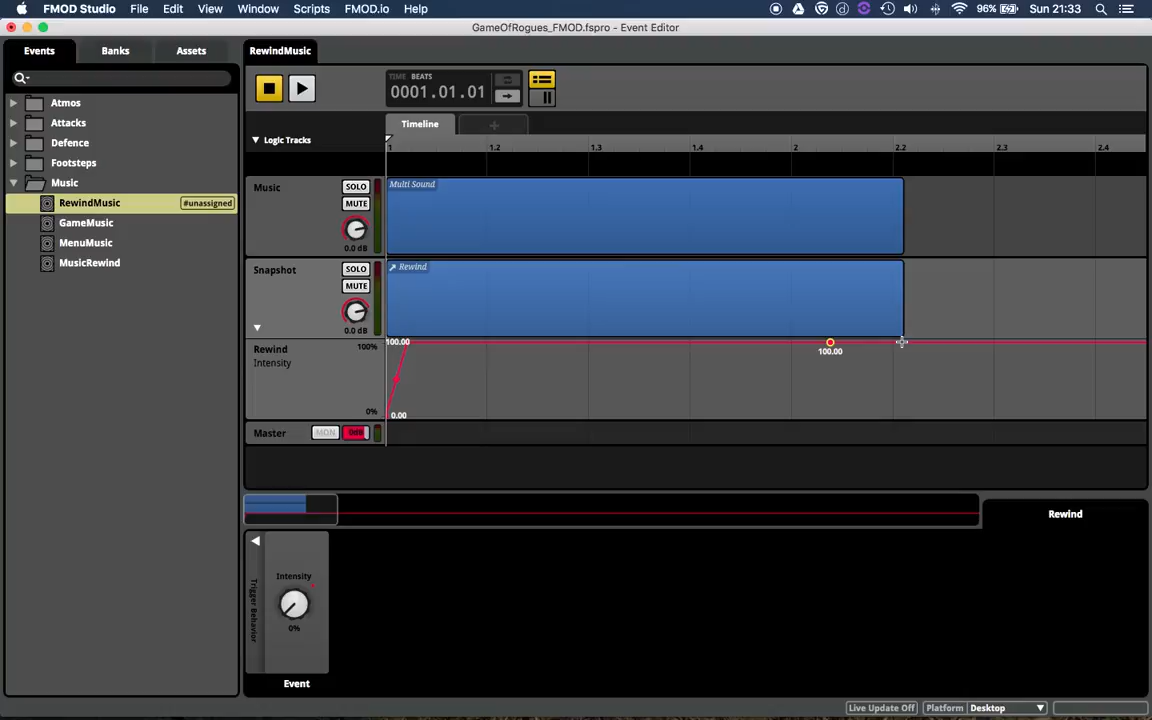 FMOD Studio File Edit View Window Scripts FMOD.io Help 96% Sun 21:33
GameOfRogues_FMOD.fspro - Event Editor
Events Banks Assets RewindMusic
TIME BEATS
0001.01.01
Atmos
Attacks
Defence
Footsteps
Music
RewindMusic #unassigned
GameMusic
MenuMusic
MusicRewind
Timeline +
Logic Tracks
1 1.2 1.3 1.4 2 2.2 2.3 2.4
Music SOLO Multi Sound
MUTE
0.0 dB
Snapshot SOLO Rewind
MUTE
0.0 dB
Rewind 100% 100.00 100.00
Intensity
0% 0.00
Master MON
Rewind
Trigger Behavior
Intensity
0%
Event
Live Update Off Platform Desktop